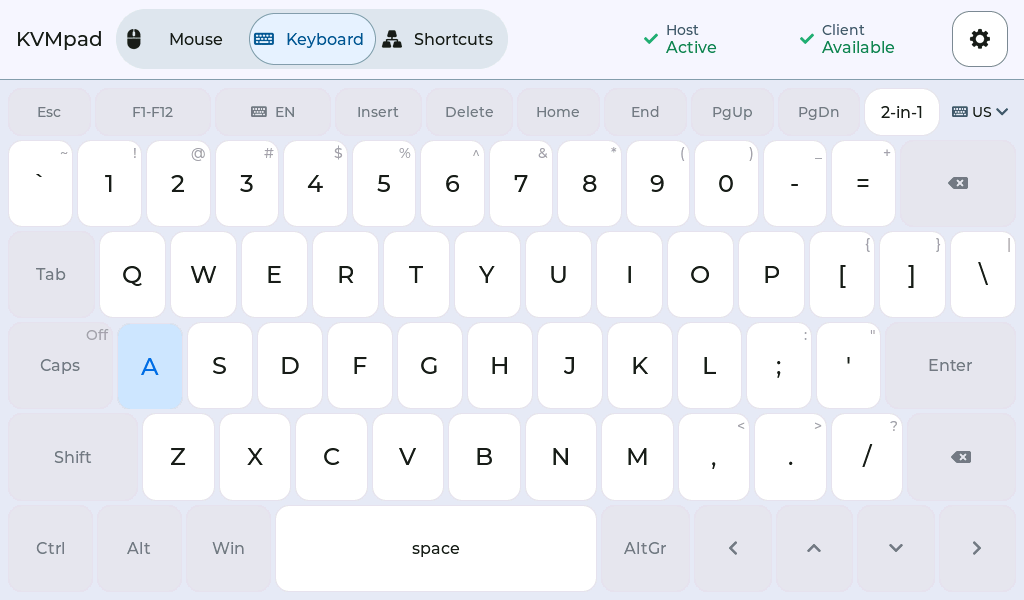 KVMpad Mouse Keyboard Shortcuts Host Active Client Available
Esc F1-F12 EN Insert Delete Home End PgUp PgDn 2-in-1 US
` ~ 1 ! 2 @ 3 # 4 $ 5 % 6 ^ 7 & 8 * 9 ( 0 ) - _ = +
Tab Q W E R T Y U I O P [ { ] } \ |
Caps Off A S D F G H J K L ; : ' " Enter
Shift Z X C V B N M , < . > / ?
Ctrl Alt Win space AltGr